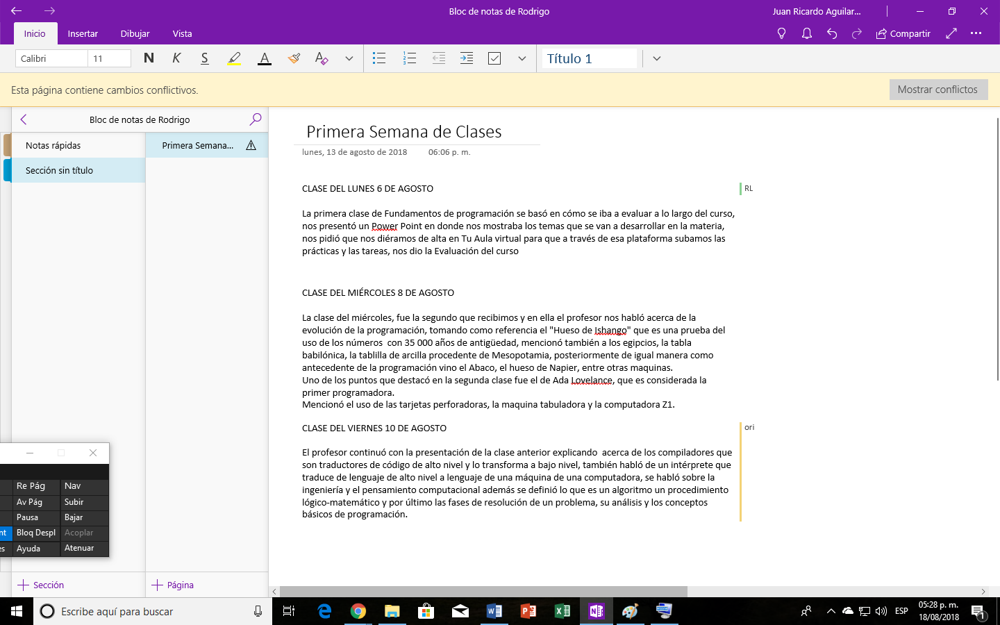 Bloc de notas de Rodrigo
Juan Ricardo Aguilar...
Inicio
Insertar
Dibujar
Vista
Compartir
Calibri
11
N
K
S
A
A
Título 1
Esta página contiene cambios conflictivos.
Mostrar conflictos
Bloc de notas de Rodrigo
Notas rápidas
Sección sin título
Primera Semana...
Primera Semana de Clases
lunes, 13 de agosto de 2018
06:06 p. m.
CLASE DEL LUNES 6 DE AGOSTO
RL
La primera clase de Fundamentos de programación se basó en cómo se iba a evaluar a lo largo del curso,
nos presentó un Power Point en donde nos mostraba los temas que se van a desarrollar en la materia,
nos pidió que nos diéramos de alta en Tu Aula virtual para que a través de esa plataforma subamos las
prácticas y las tareas, nos dio la Evaluación del curso
CLASE DEL MIÉRCOLES 8 DE AGOSTO
La clase del miércoles, fue la segundo que recibimos y en ella el profesor nos habló acerca de la
evolución de la programación, tomando como referencia el "Hueso de Ishango" que es una prueba del
uso de los números  con 35 000 años de antigüedad, mencionó también a los egipcios, la tabla
babilónica, la tablilla de arcilla procedente de Mesopotamia, posteriormente de igual manera como
antecedente de la programación vino el Abaco, el hueso de Napier, entre otras maquinas.
Uno de los puntos que destacó en la segunda clase fue el de Ada Lovelance, que es considerada la
primer programadora.
Mencionó el uso de las tarjetas perforadoras, la maquina tabuladora y la computadora Z1.
CLASE DEL VIERNES 10 DE AGOSTO
ori
El profesor continuó con la presentación de la clase anterior explicando  acerca de los compiladores que
son traductores de código de alto nivel y lo transforma a bajo nivel, también habló de un intérprete que
traduce de lenguaje de alto nivel a lenguaje de una máquina de una computadora, se habló sobre la
ingeniería y el pensamiento computacional además se definió lo que es un algoritmo un procedimiento
lógico-matemático y por último las fases de resolución de un problema, su análisis y los conceptos
básicos de programación.
Re Pág
Nav
Av Pág
Subir
Pausa
Bajar
nt
Bloq Despl
Acoplar
es
Ayuda
Atenuar
Sección
Página
Escribe aquí para buscar
ESP
05:28 p. m.
18/08/2018
1